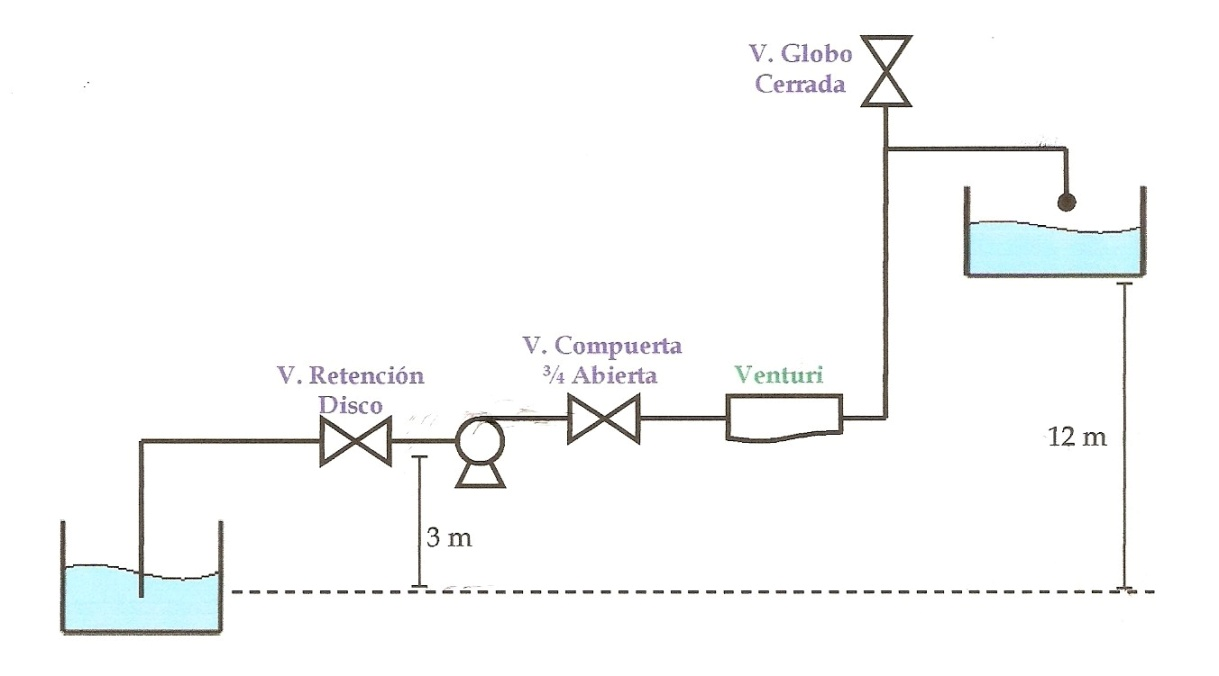 V. Globo
Cerrada
V. Compuerta
¾ Abierta
Venturi
V. Retención
Disco
12 m
3 m